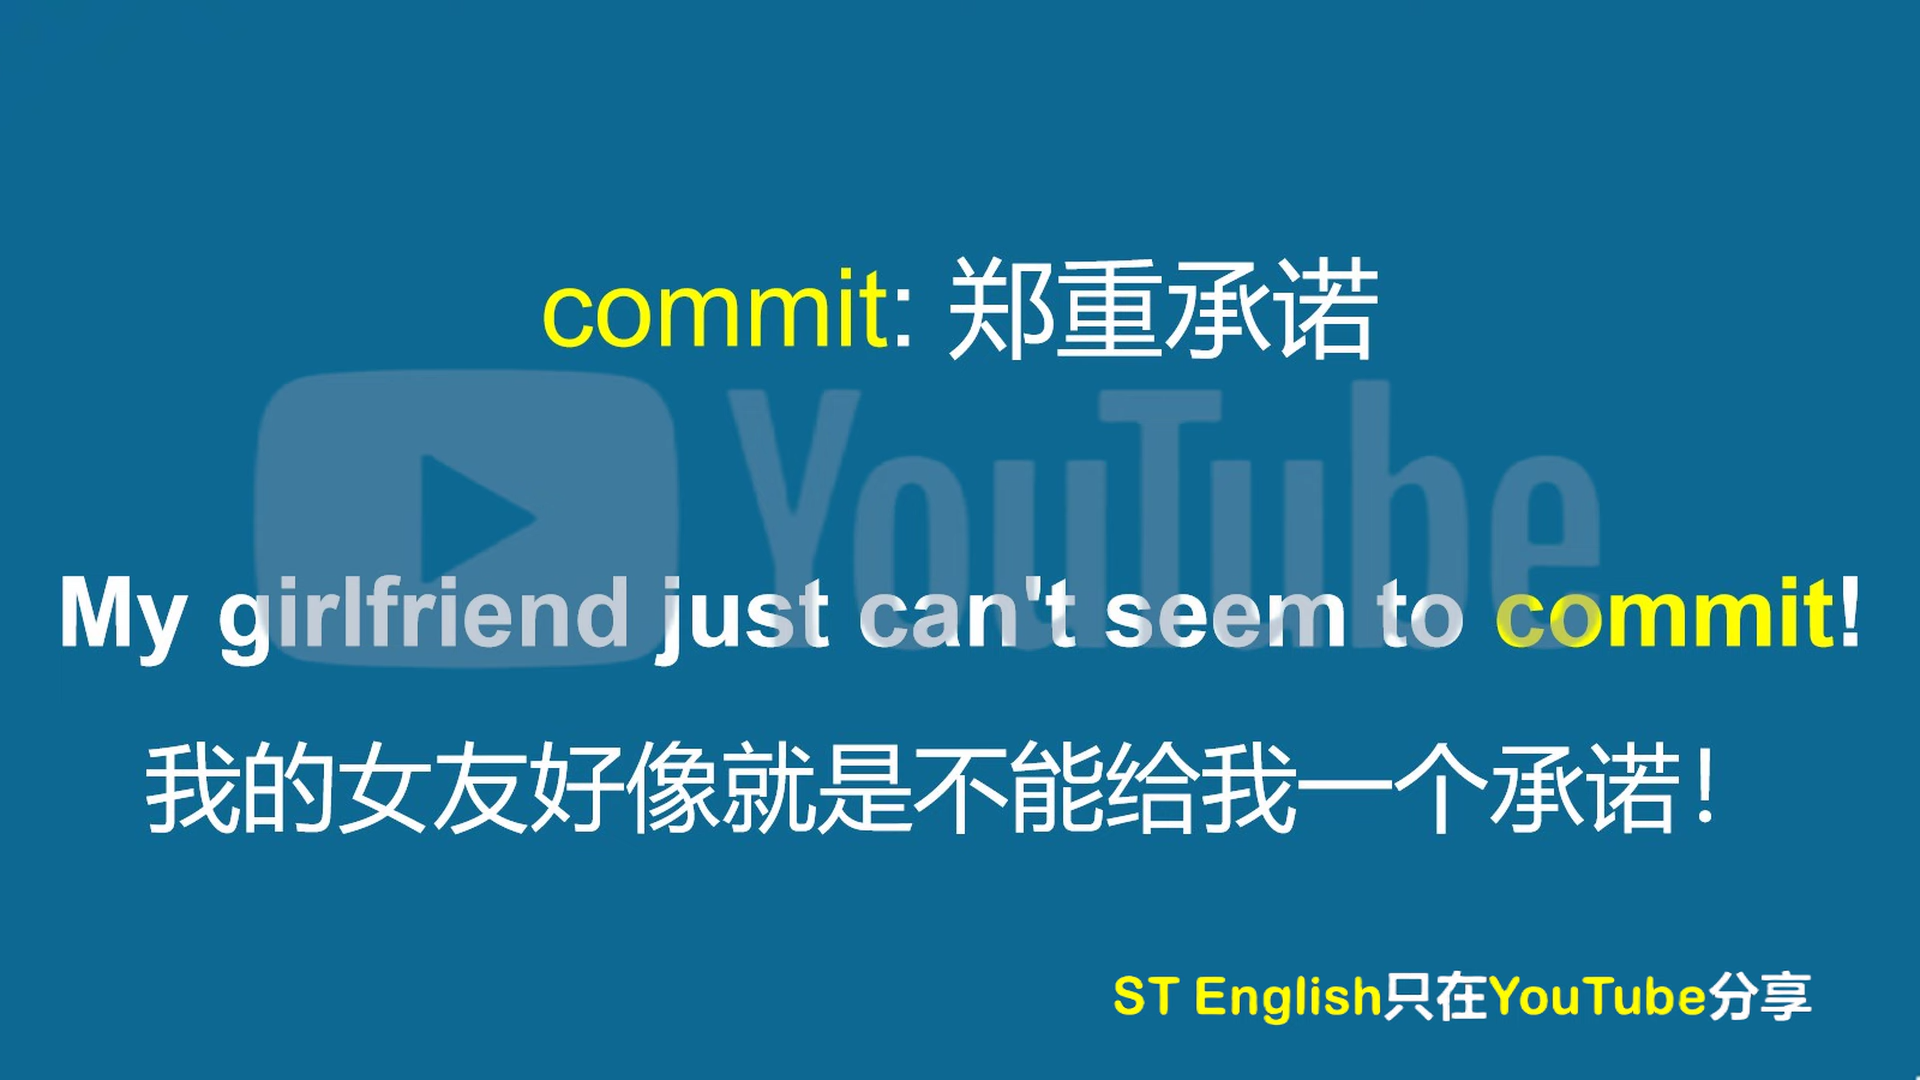 commit: 郑重承诺
YouTube
My girlfriend just can't seem to commit!
我的女友好像就是不能给我一个承诺！
ST English只在YouTube分享